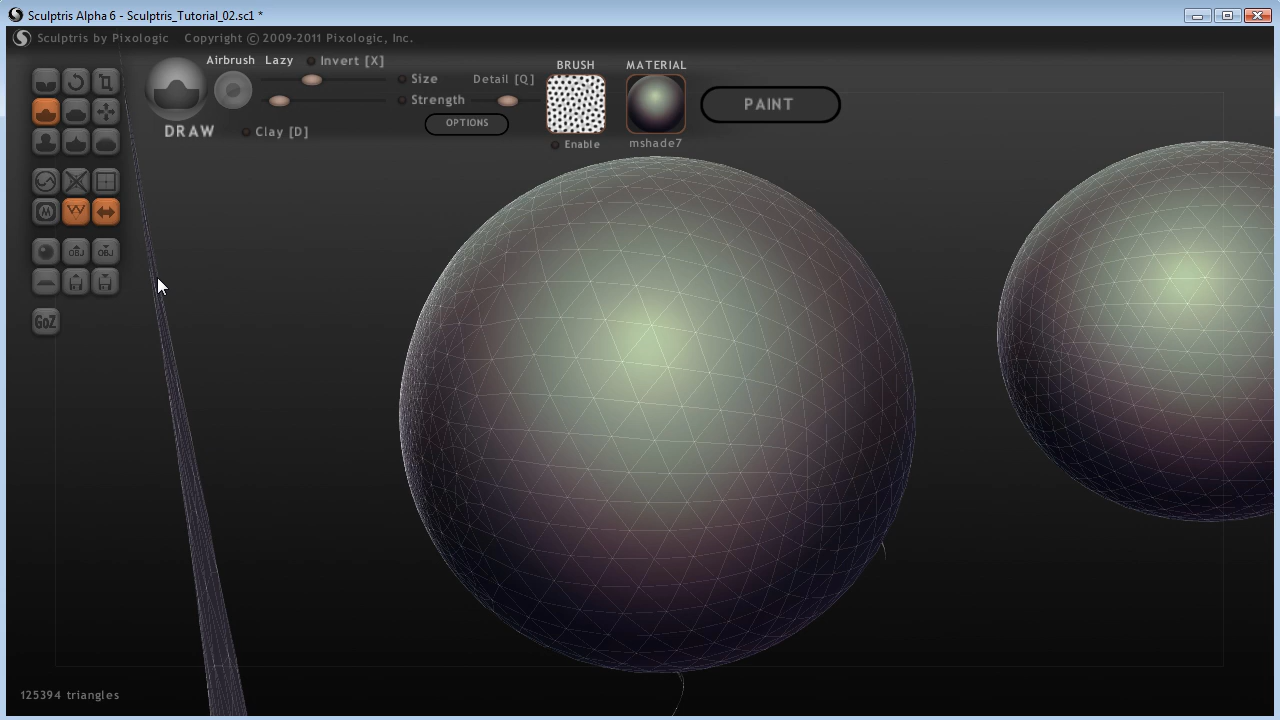 Sculptris Alpha 6 - Sculptris_Tutorial_02.sc1 *
Sculptris by Pixologic Copyright © 2009-2011 Pixologic, Inc.
Airbrush Lazy Invert [X]
Size Detail [Q]
Strength
DRAW Clay [D]
OPTIONS
BRUSH
Enable
MATERIAL
mshade7
PAINT
M
OBJ OBJ
GoZ
125394 triangles